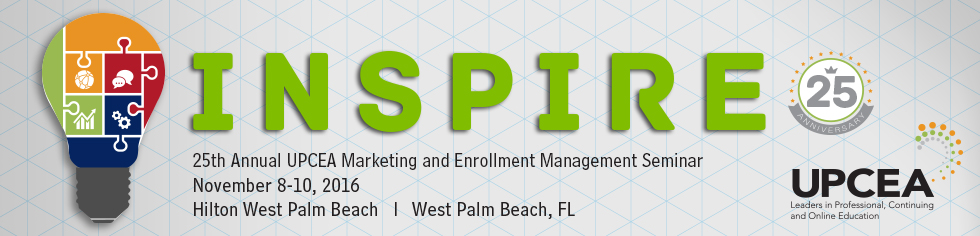 INSPIRE
25
ANNIVERSARY
25th Annual UPCEA Marketing and Enrollment Management Seminar
November 8-10, 2016
Hilton West Palm Beach | West Palm Beach, FL
UPCEA
Leaders in Professional, Continuing
and Online Education